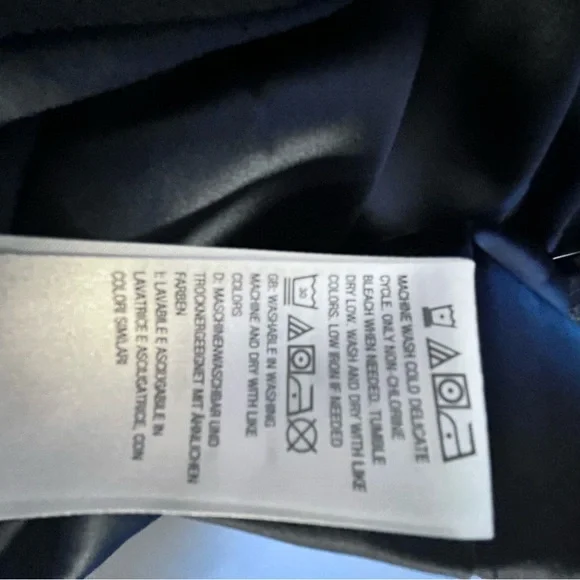 MACHINE WASH COLD DELICATE
CYCLE, ONLY NON-CHLORINE
BLEACH WHEN NEEDED, TUMBLE
DRY LOW, WASH AND DRY WITH LIKE
COLORS, LOW IRON IF NEEDED
30
GB: WASHABLE IN WASHING
MACHINE AND DRY WITH LIKE
COLORS
D: MASCHINENWASCHBAR UND
TROCKNERGEEIGNET MIT ÄHNLICHEN
FARBEN
I: LAVABILE E ASCIUGABILE IN
LAVATRICE E ASCIUGATRICE, CON
COLORI SIMILARI